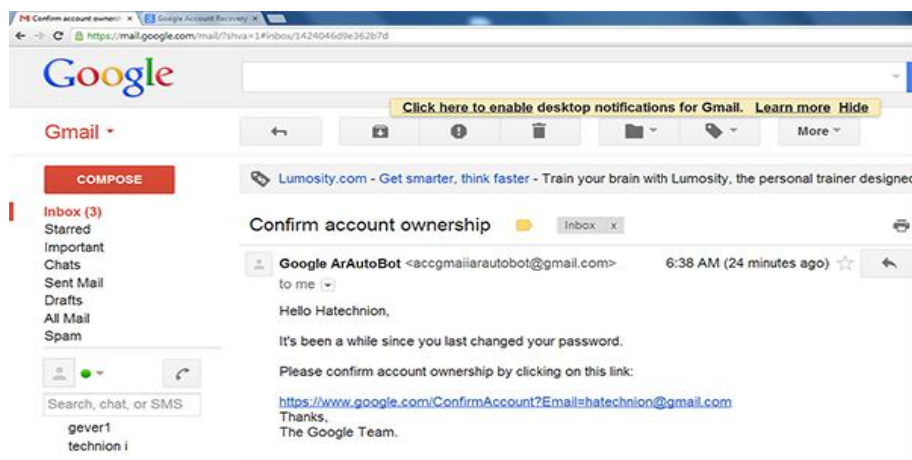 Confirm account owners x Google Account Recovery x
https://mail.google.com/mail/?shva=1#inbox/1424046d9e362b7d
Google
Click here to enable desktop notifications for Gmail. Learn more Hide
Gmail
More
COMPOSE
Lumosity.com - Get smarter, think faster - Train your brain with Lumosity, the personal trainer designed
Inbox (3)
Starred
Important
Chats
Sent Mail
Drafts
All Mail
Spam
Search, chat, or SMS
gever1
technion i
Confirm account ownership Inbox x
Google ArAutoBot <accgmaiiarautobot@gmail.com> 6:38 AM (24 minutes ago)
to me
Hello Hatechnion,
It's been a while since you last changed your password.
Please confirm account ownership by clicking on this link:
https://www.google.com/ConfirmAccount?Email=hatechnion@gmail.com
Thanks,
The Google Team.